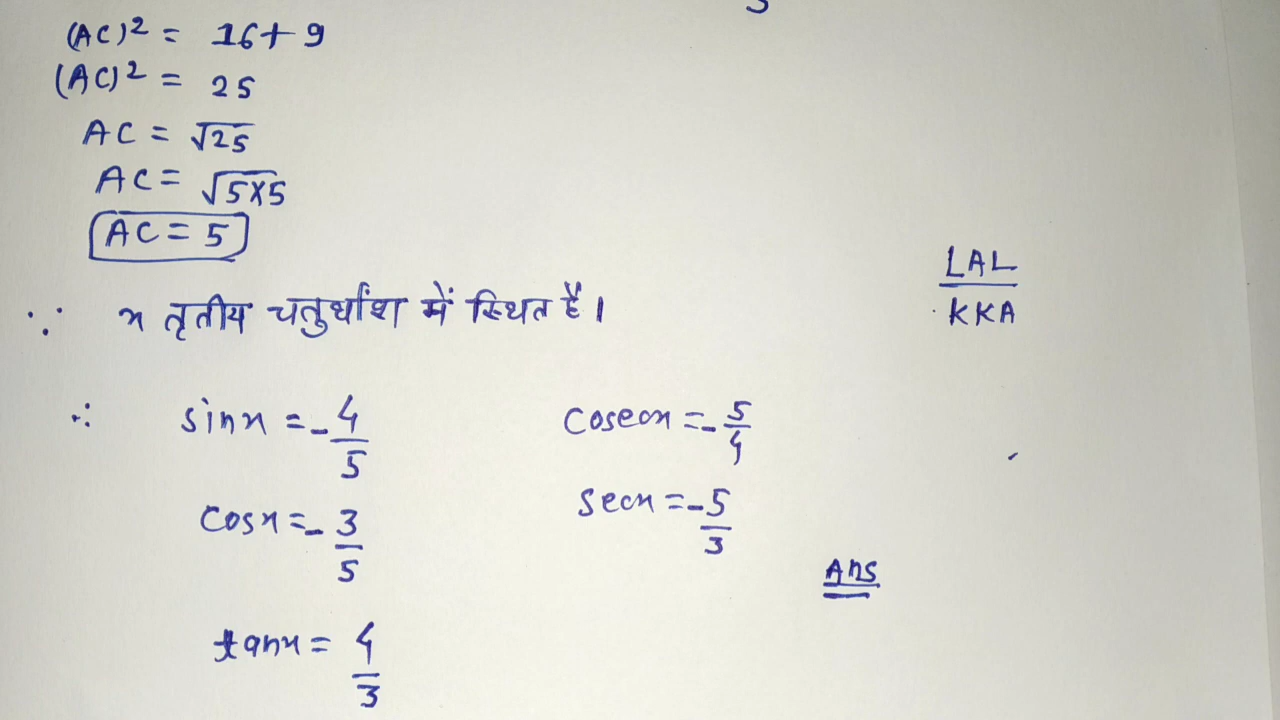 (AC)² = 16+9
(AC)² = 25
AC = √25
AC = √5×5
AC = 5
LAL
KKA
∵ x तृतीय चतुर्थांश में स्थित है।
∴ sinx = -4/5 cosecx = -5/4
cosx = -3/5 secx = -5/3
Ans
tanx = 4/3